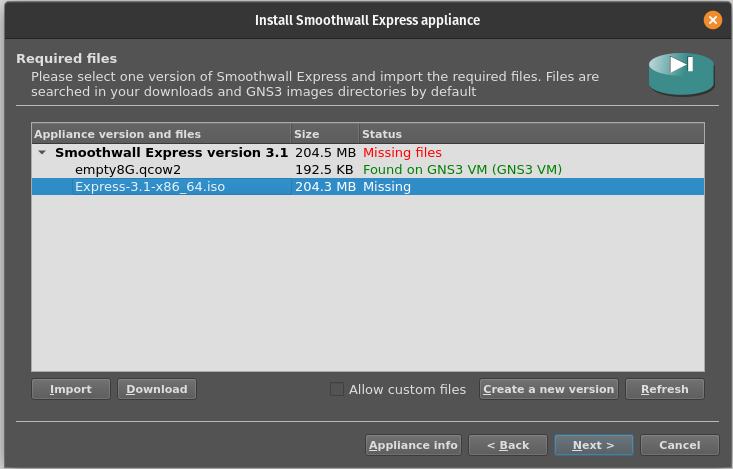 Install Smoothwall Express appliance
Required files
Please select one version of Smoothwall Express and import the required files. Files are
searched in your downloads and GNS3 images directories by default
Appliance version and files Size Status
Smoothwall Express version 3.1 204.5 MB Missing files
empty8G.qcow2 192.5 KB Found on GNS3 VM (GNS3 VM)
Express-3.1-x86_64.iso 204.3 MB Missing
Import Download Allow custom files Create a new version Refresh
Appliance info < Back Next > Cancel